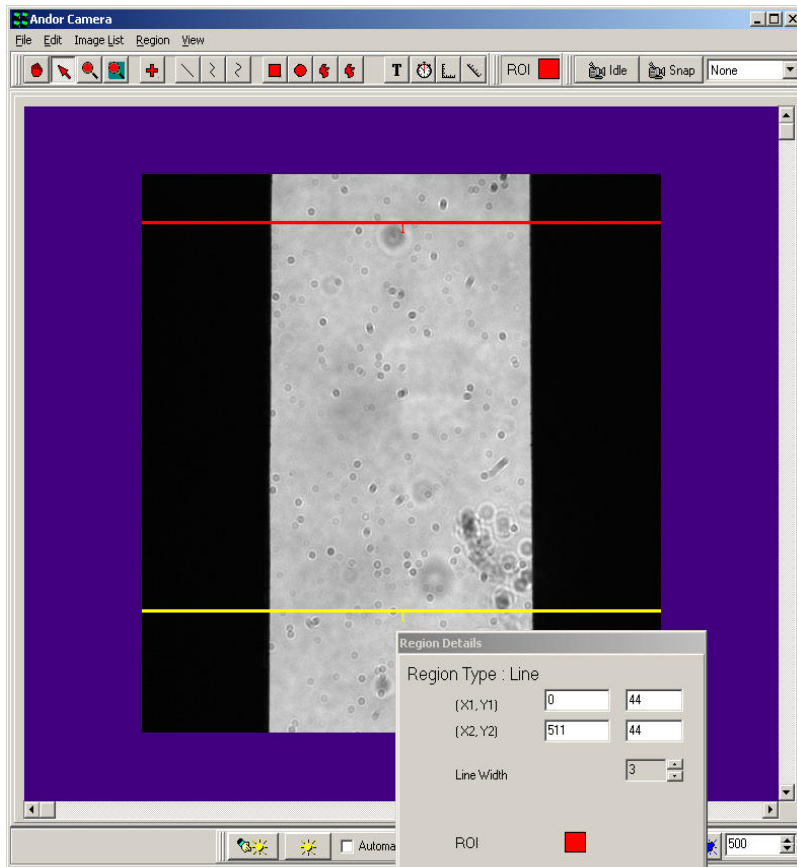 Andor Camera
File Edit Image List Region View
T ROI Idle Snap None
1
1
Region Details
Region Type : Line
(X1,Y1) 0 44
(X2,Y2) 511 44
Line Width 3
ROI
Automa 500